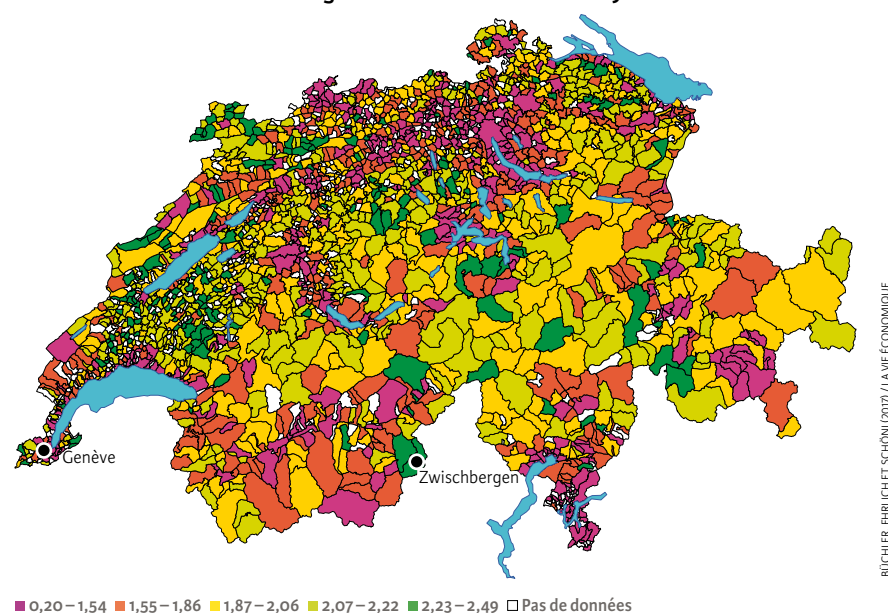 Genève
Zwischbergen
BÜCHLER, EHRLICH ET SCHÖNI (2017) / LA VIE ÉCONOMIQUE
0,20 – 1,54 1,55 – 1,86 1,87 – 2,06 2,07 – 2,22 2,23 – 2,49 Pas de données